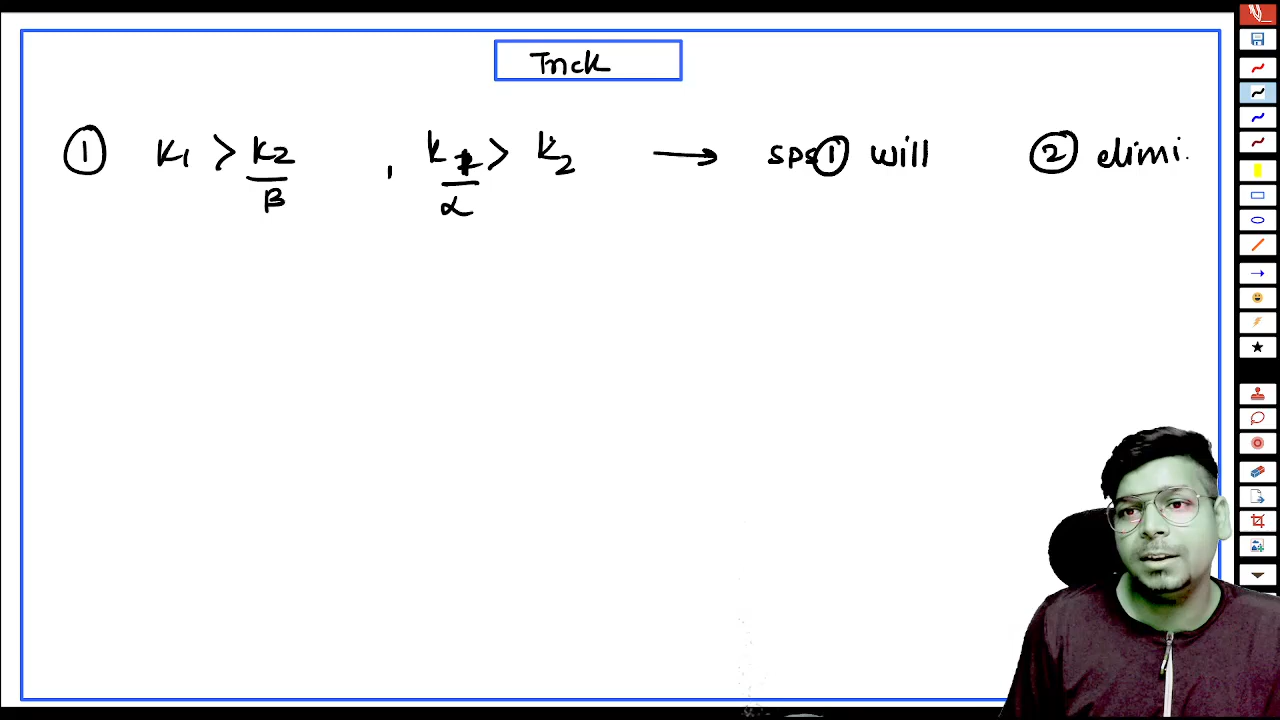 Trick
① K1 > K2/β , K1/α > K2 → sps ① will ② elimi.